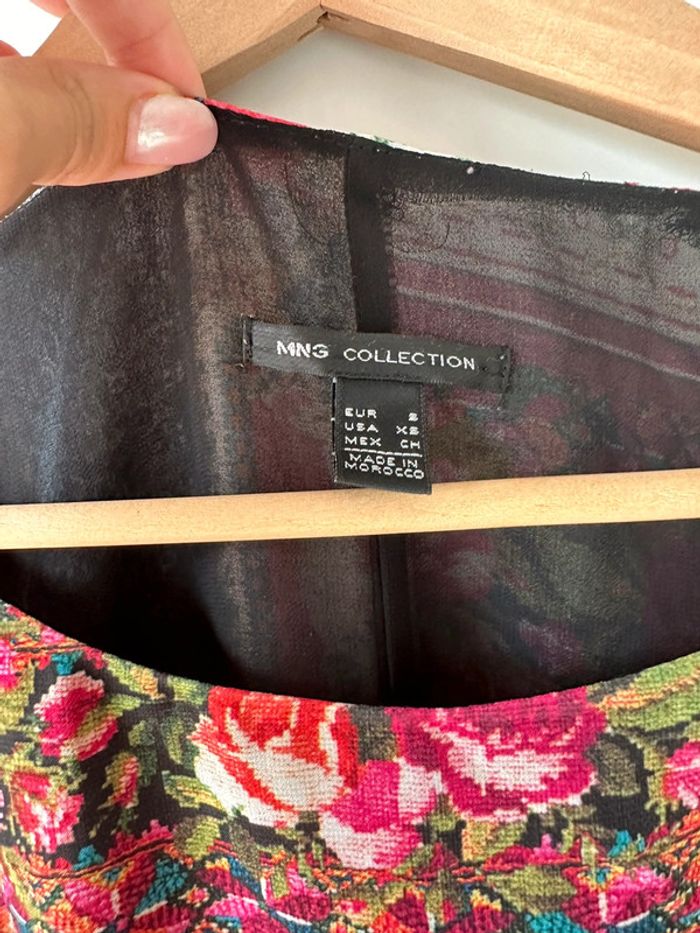 MNG COLLECTION
EUR S
USA XS
MEX CH
MADE IN
MOROCCO